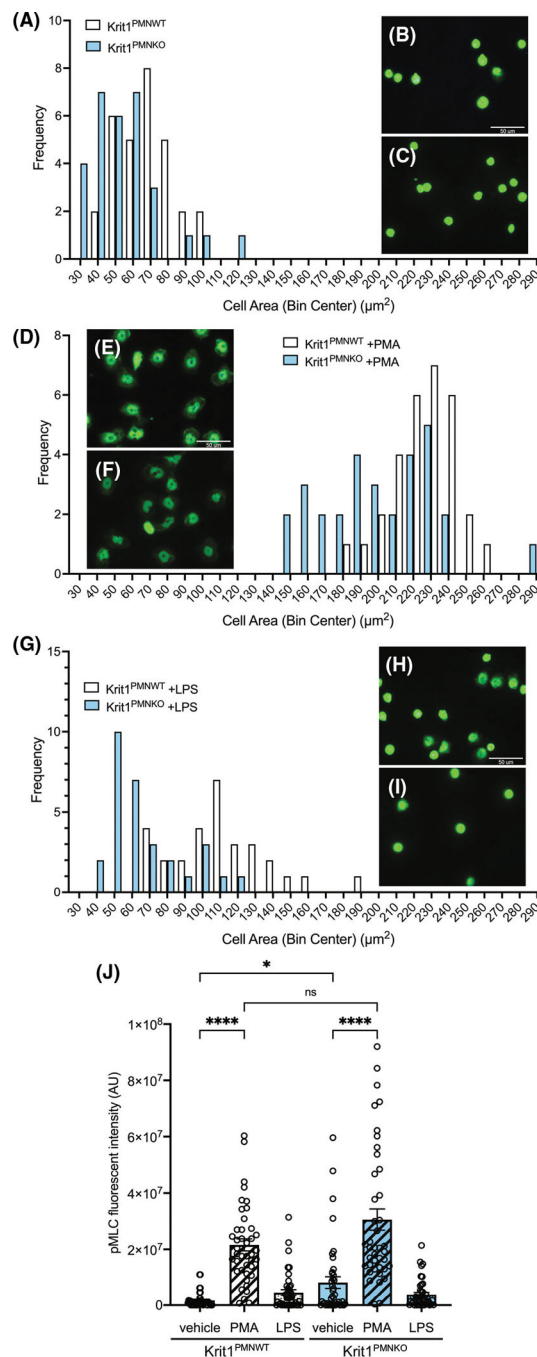 (A)
Krit1PMNWT
Krit1PMNKO
Frequency
10
8
6
4
2
0
30 40 50 60 70 80 90 100 110 120 130 140 150 160 170 180 190 200 210 220 230 240 250 260 270 280 290
Cell Area (Bin Center) (µm2)
(B)
50 um
(C)
(D)
Krit1PMNWT +PMA
Krit1PMNKO +PMA
Frequency
8
6
4
2
0
30 40 50 60 70 80 90 100 110 120 130 140 150 160 170 180 190 200 210 220 230 240 250 260 270 280 290
Cell Area (Bin Center) (µm2)
(E)
50 um
(F)
(G)
Krit1PMNWT +LPS
Krit1PMNKO +LPS
Frequency
15
10
5
0
30 40 50 60 70 80 90 100 110 120 130 140 150 160 170 180 190 200 210 220 230 240 250 260 270 280 290
Cell Area (Bin Center) (µm2)
(H)
50 um
(I)
(J)
*
ns
**** ****
pMLC fluorescent intensity (AU)
1×10⁸
8×10⁷
6×10⁷
4×10⁷
2×10⁷
0
vehicle PMA LPS vehicle PMA LPS
Krit1PMNWT Krit1PMNKO